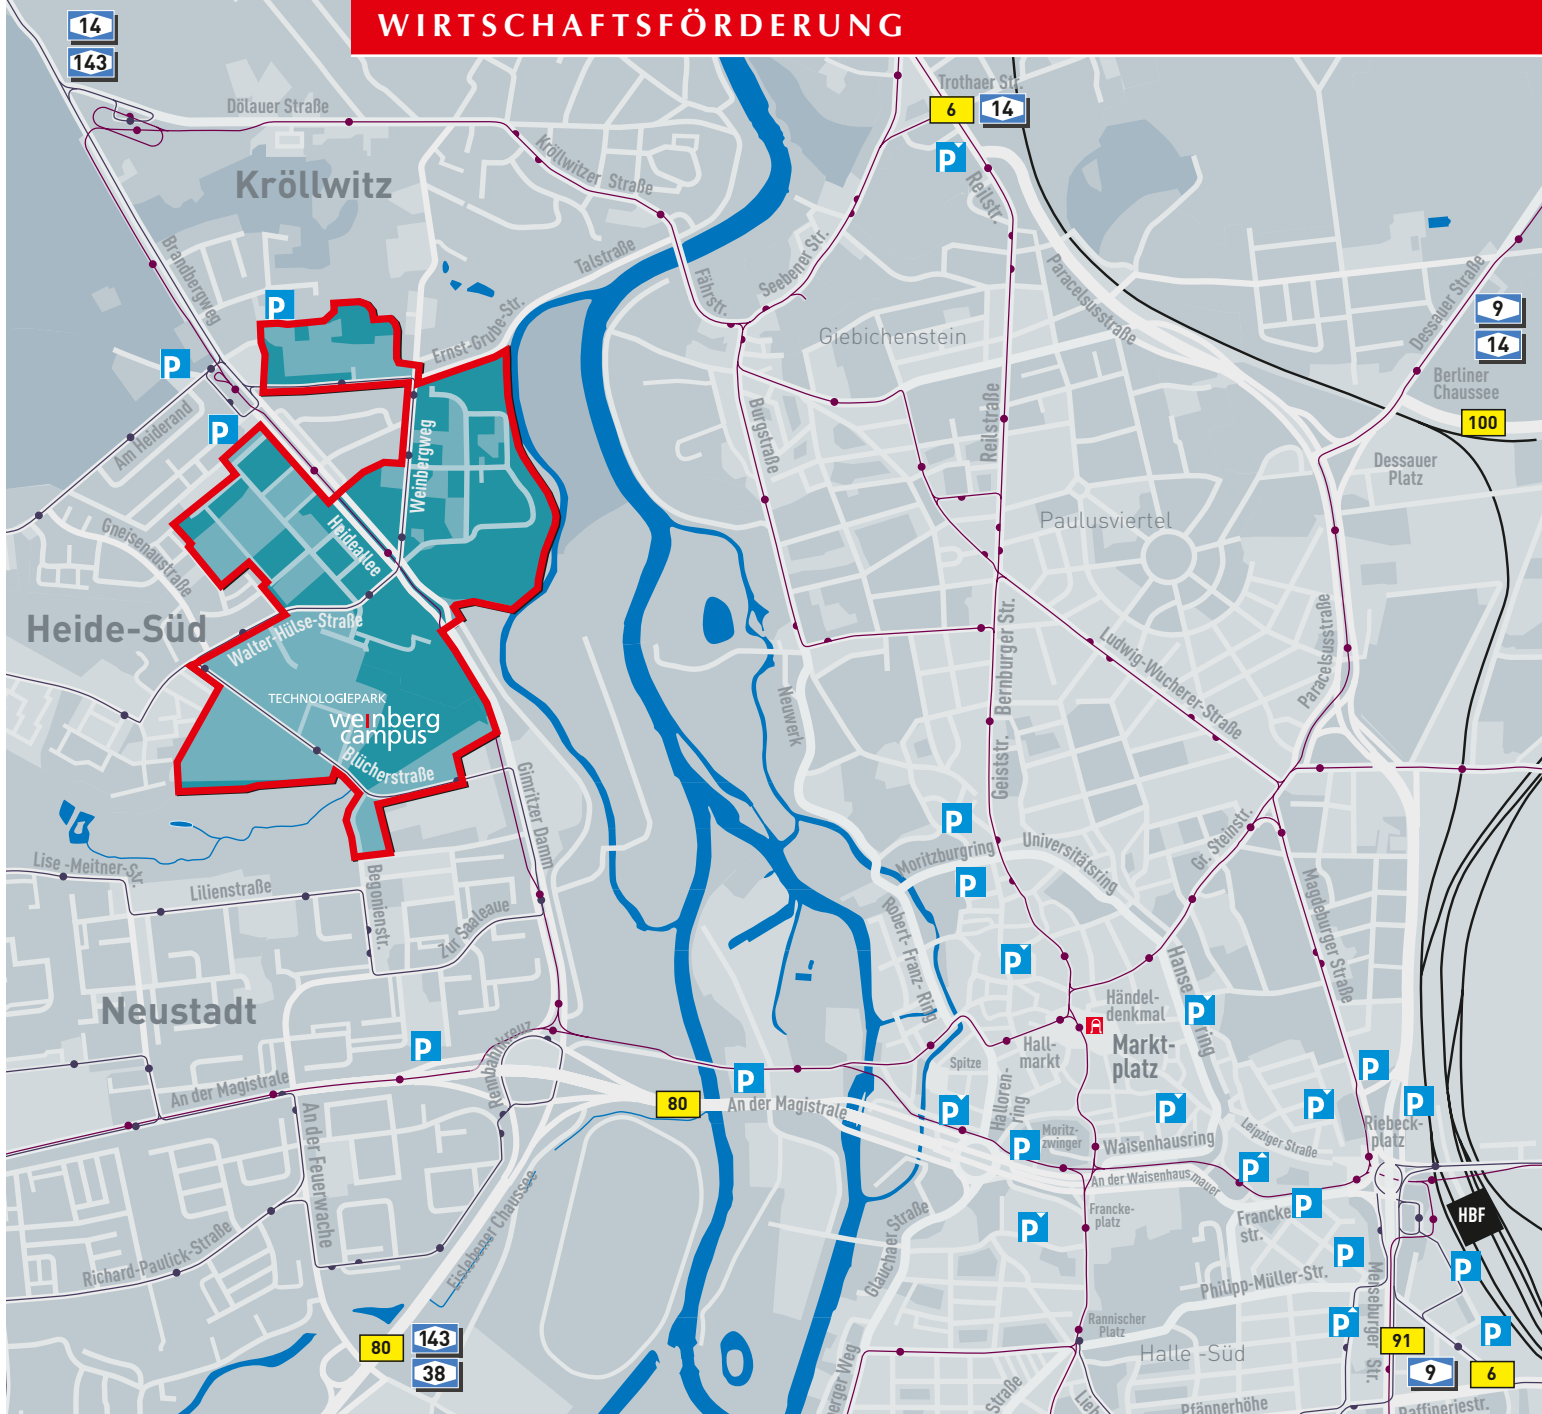 WIRTSCHAFTSFÖRDERUNG
14
143
Trothaer Str.
6
14
Dölauer Straße
Kröllwitzer Straße
P
Kröllwitz
Reilstr.
Brandbergweg
Talstraße
Seebener Str.
Fährstr.
Paracelsusstraße
Dessauer Straße
P
Ernst-Grube-Str.
9
14
Giebichenstein
P
Berliner
Chaussee
100
Am Heiderand
P
Weinbergweg
Burgstraße
Reilstraße
Dessauer
Platz
Gneisenaustraße
Heideallee
Paulusviertel
Heide-Süd
Walter-Hülse-Straße
Bernburger Str.
Ludwig-Wucherer-Straße
Paracelsusstraße
TECHNOLOGIEPARK
weinberg
campus
Neuwerk
Blücherstraße
Geiststr.
Gimritzer Damm
P
Moritzburgring
Universitätsring
Gr. Steinstr.
Lise -Meitner-Str.
Lilienstraße
Begonienstr.
P
Magdeburger Straße
Zur Saaleaue
Robert- Franz- Ring
P
Hansering
Neustadt
Händel-
denkmal
P
Rennbahnkreuz
P
Hall-
markt
Markt-
platz
Spitze
P
P
An der Magistrale
80
An der Magistrale
P
Halloren-
ring
P
P
P
Riebeck-
platz
An der Feuerwache
P
Moritz-
zwinger
Waisenhausring
Leipziger Straße
P
An der Waisenhausmauer
Eislebener Chaussee
Francke-
platz
P
Francke
str.
HBF
Glauchaer Straße
P
P
P
Richard-Paulick-Straße
Philipp-Müller-Str.
Merseburger Str.
Rannischer
Platz
P
P
80
143
38
91
Halle -Süd
9
6
erger Weg
Straße
Lieb
Pfännerhöhe
Raffineriestr.